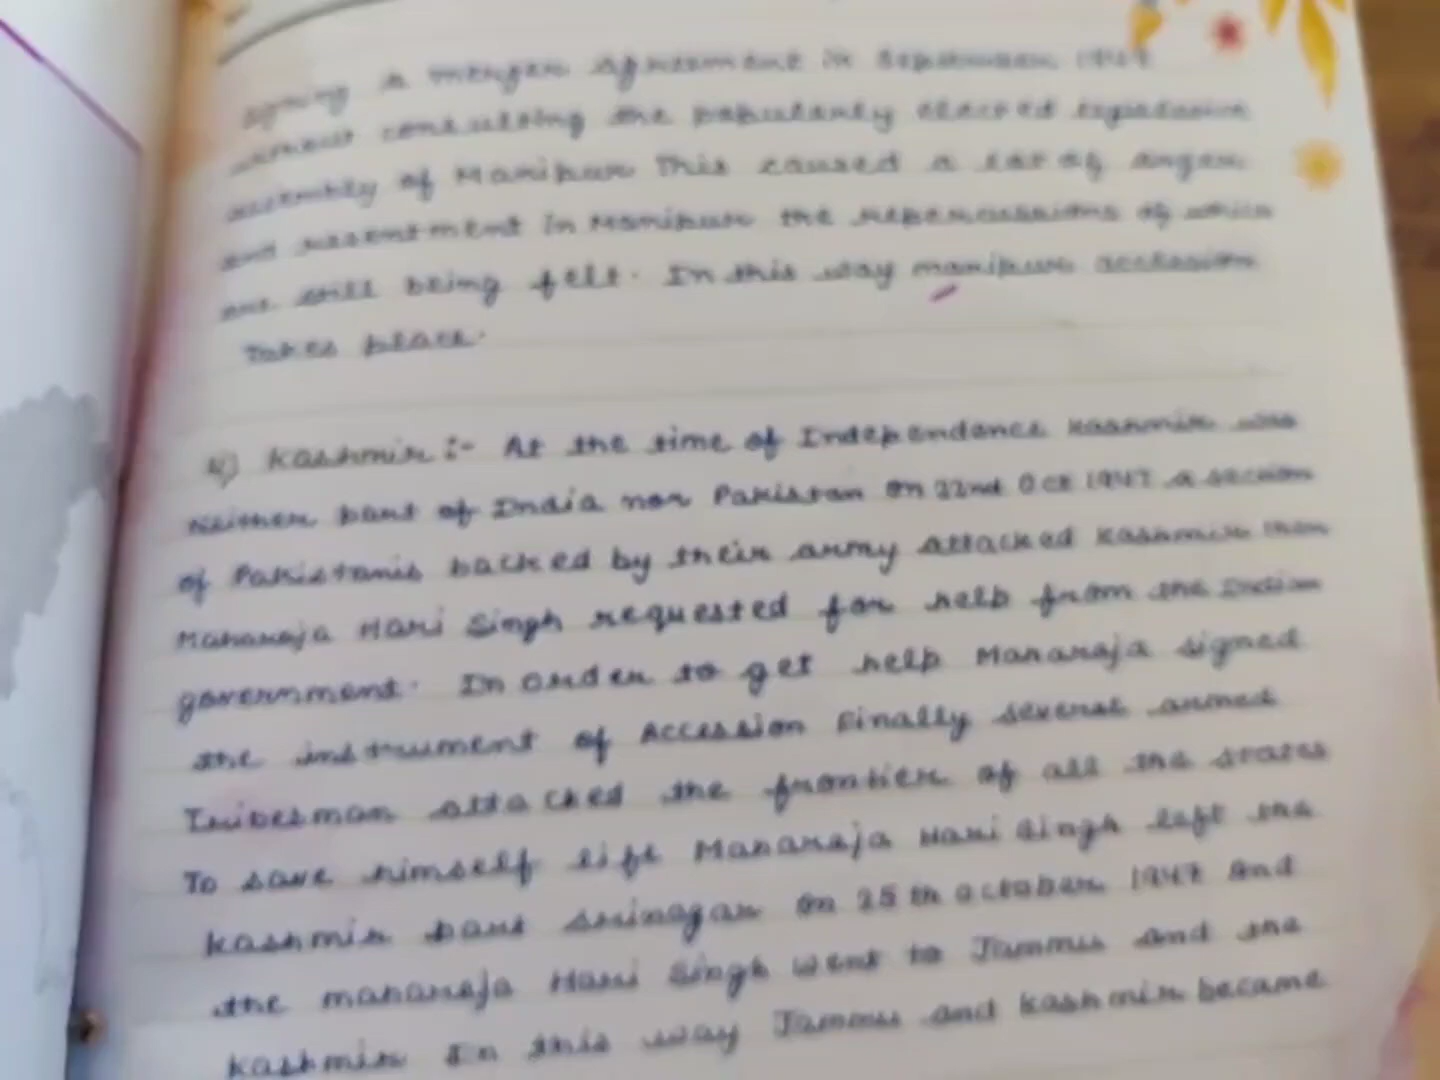 signing a merger agreement in September 1949
without consulting the popularly elected legislative
assembly of Manipur This caused a lot of anger
and resentment in Manipur the repercussions of which
are still being felt. In this way manipur accession
takes place.
Kashmir :- At the time of Independence Kashmir was
Neither part of India nor Pakistan on 22nd Oct 1947 a section
of Pakistanis backed by their army attacked Kashmir then
Maharaja Hari Singh requested for help from the Indian
government. In order to get help Maharaja signed
the instrument of Accession Finally several armed
Tribesman attacked the frontier of all the states
To save himself life Maharaja Hari Singh left the
Kashmir part srinagar on 25th october 1947 and
the maharaja Hari Singh went to Jammu and the
Kashmir In this way Jammu and Kashmir became